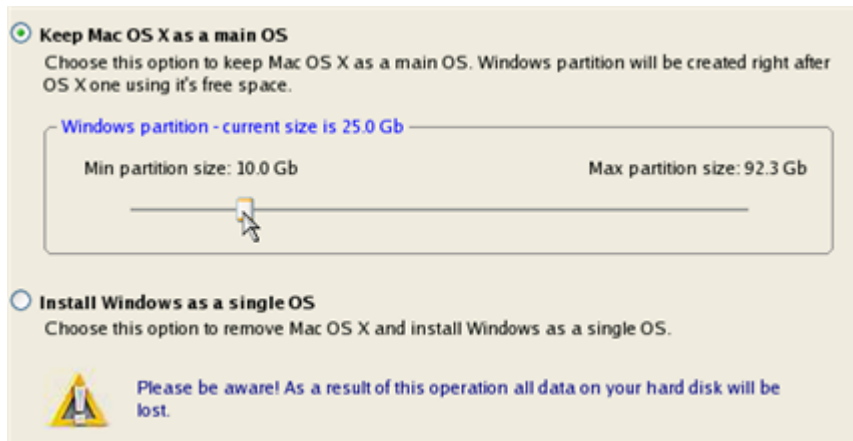 Keep Mac OS X as a main OS
Choose this option to keep Mac OS X as a main OS. Windows partition will be created right after
OS X one using it's free space.
Windows partition - current size is 25.0 Gb
Min partition size: 10.0 Gb Max partition size: 92.3 Gb
Install Windows as a single OS
Choose this option to remove Mac OS X and install Windows as a single OS.
Please be aware! As a result of this operation all data on your hard disk will be
lost.